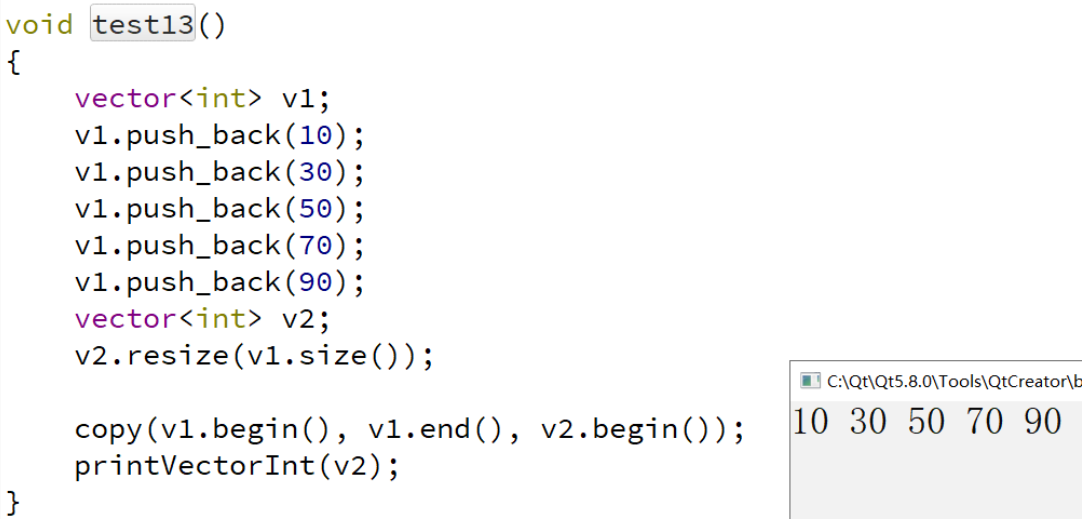 void test13()
{
    vector<int> v1;
    v1.push_back(10);
    v1.push_back(30);
    v1.push_back(50);
    v1.push_back(70);
    v1.push_back(90);
    vector<int> v2;
    v2.resize(v1.size());
    copy(v1.begin(), v1.end(), v2.begin());
    printVectorInt(v2);
}
C:\Qt\Qt5.8.0\Tools\QtCreator\b
10 30 50 70 90